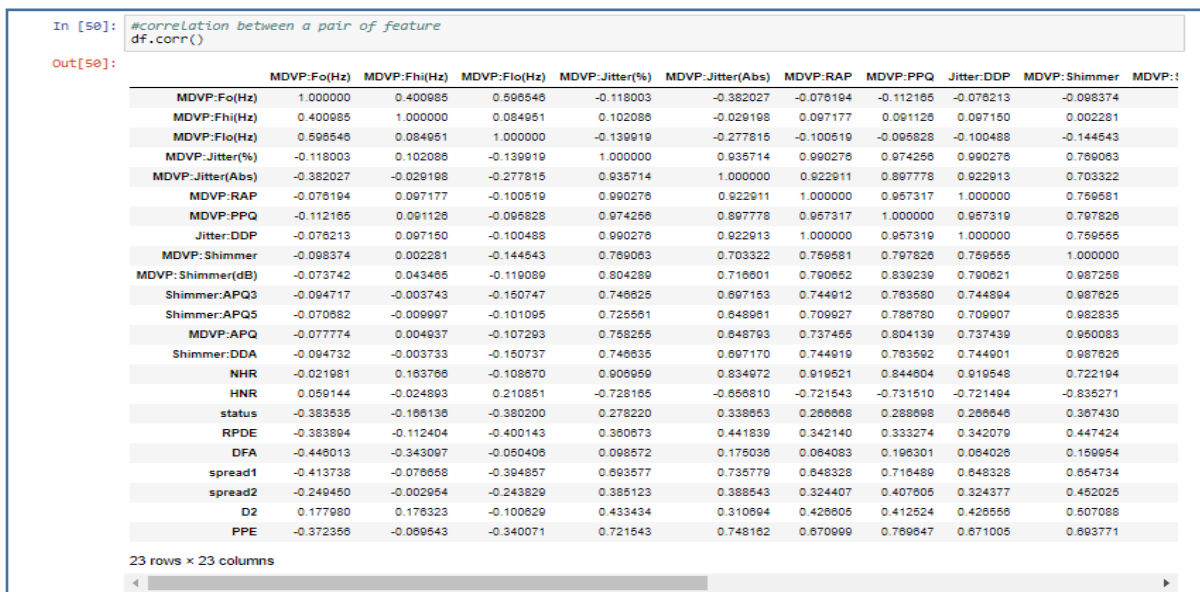 In [50]: #correlation between a pair of feature
df.corr()
Out[50]:
MDVP:Fo(Hz) MDVP:Fhi(Hz) MDVP:Flo(Hz) MDVP:Jitter(%) MDVP:Jitter(Abs) MDVP:RAP MDVP:PPQ Jitter:DDP MDVP:Shimmer MDVP:
MDVP:Fo(Hz) 1.000000 0.400985 0.596546 -0.118003 -0.382027 -0.076194 -0.112165 -0.076213 -0.098374
MDVP:Fhi(Hz) 0.400985 1.000000 0.084951 0.102086 -0.029198 0.097177 0.091126 0.097150 0.002281
MDVP:Flo(Hz) 0.596546 0.084951 1.000000 -0.139919 -0.277815 -0.100519 -0.095828 -0.100488 -0.144543
MDVP:Jitter(%) -0.118003 0.102086 -0.139919 1.000000 0.935714 0.990276 0.974256 0.990276 0.769063
MDVP:Jitter(Abs) -0.382027 -0.029198 -0.277815 0.935714 1.000000 0.922911 0.897778 0.922913 0.703322
MDVP:RAP -0.076194 0.097177 -0.100519 0.990276 0.922911 1.000000 0.957317 1.000000 0.759581
MDVP:PPQ -0.112165 0.091126 -0.095828 0.974256 0.897778 0.957317 1.000000 0.957319 0.797826
Jitter:DDP -0.076213 0.097150 -0.100488 0.990276 0.922913 1.000000 0.957319 1.000000 0.759555
MDVP:Shimmer -0.098374 0.002281 -0.144543 0.769063 0.703322 0.759581 0.797826 0.759555 1.000000
MDVP:Shimmer(dB) -0.073742 0.043465 -0.119089 0.804289 0.716601 0.790652 0.839239 0.790621 0.987258
Shimmer:APQ3 -0.094717 -0.003743 -0.150747 0.746625 0.697153 0.744912 0.763580 0.744894 0.987625
Shimmer:APQ5 -0.070682 -0.009997 -0.101095 0.725561 0.648961 0.709927 0.786780 0.709907 0.982835
MDVP:APQ -0.077774 0.004937 -0.107293 0.758255 0.648793 0.737455 0.804139 0.737439 0.950083
Shimmer:DDA -0.094732 -0.003733 -0.150737 0.746635 0.697170 0.744919 0.763592 0.744901 0.987626
NHR -0.021981 0.163766 -0.108670 0.906959 0.834972 0.919521 0.844604 0.919548 0.722194
HNR 0.059144 -0.024893 0.210851 -0.728165 -0.656810 -0.721543 -0.731510 -0.721494 -0.835271
status -0.383535 -0.166136 -0.380200 0.278220 0.338653 0.266668 0.288698 0.266646 0.367430
RPDE -0.383894 -0.112404 -0.400143 0.360673 0.441839 0.342140 0.333274 0.342079 0.447424
DFA -0.446013 -0.343097 -0.050406 0.098572 0.175036 0.064083 0.196301 0.064026 0.159954
spread1 -0.413738 -0.076658 -0.394857 0.693577 0.735779 0.648328 0.716489 0.648328 0.654734
spread2 -0.249450 -0.002954 -0.243829 0.385123 0.388543 0.324407 0.407605 0.324377 0.452025
D2 0.177980 0.176323 -0.100629 0.433434 0.310694 0.426605 0.412524 0.426556 0.507088
PPE -0.372356 -0.069543 -0.340071 0.721543 0.748162 0.670999 0.769647 0.671005 0.693771
23 rows × 23 columns